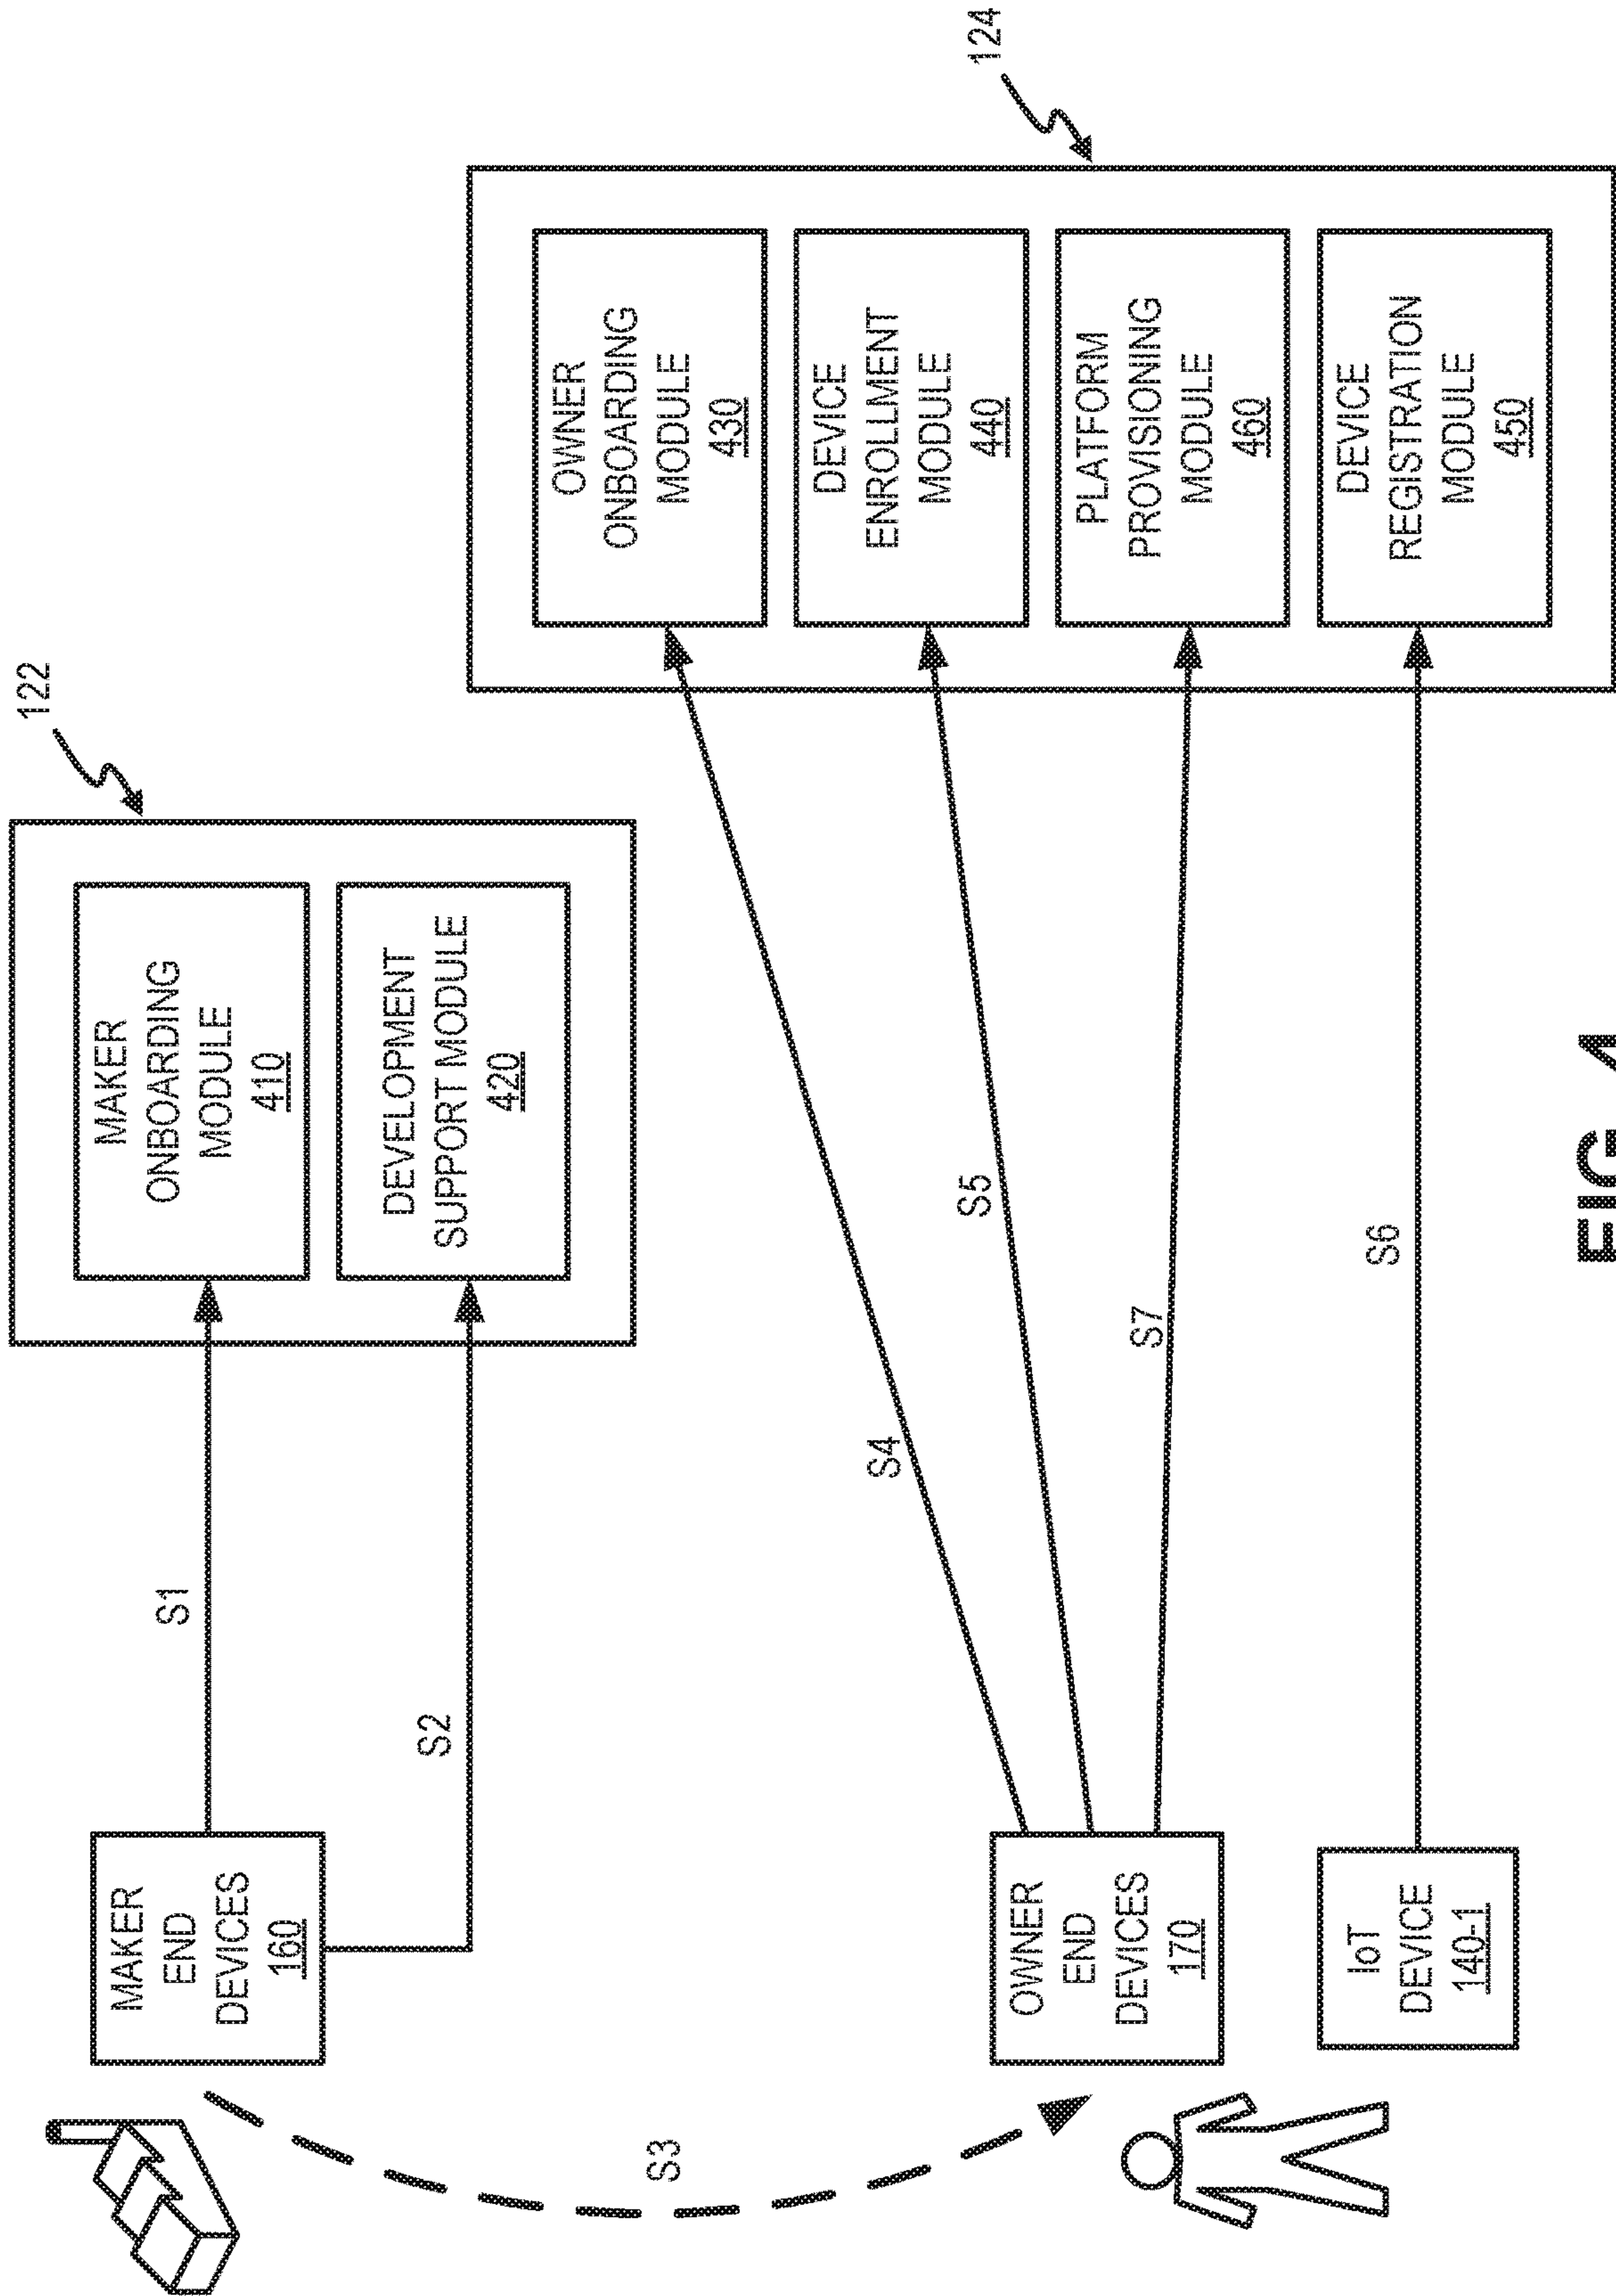 122
MAKER
ONBOARDING
MODULE
410
DEVELOPMENT
SUPPORT MODULE
420
MAKER
END
DEVICES
160
S1
S2
S3
124
OWNER
ONBOARDING
MODULE
430
DEVICE
ENROLLMENT
MODULE
440
PLATFORM
PROVISIONING
MODULE
460
DEVICE
REGISTRATION
MODULE
450
S4
S5
S7
S6
OWNER
END
DEVICES
170
IoT
DEVICE
140-1
FIG. 4